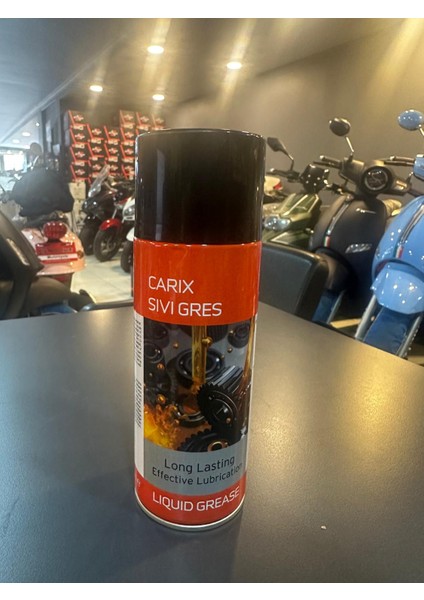 CARIX
SIVI GRES
Long Lasting
Effective Lubrication
LIQUID GREASE